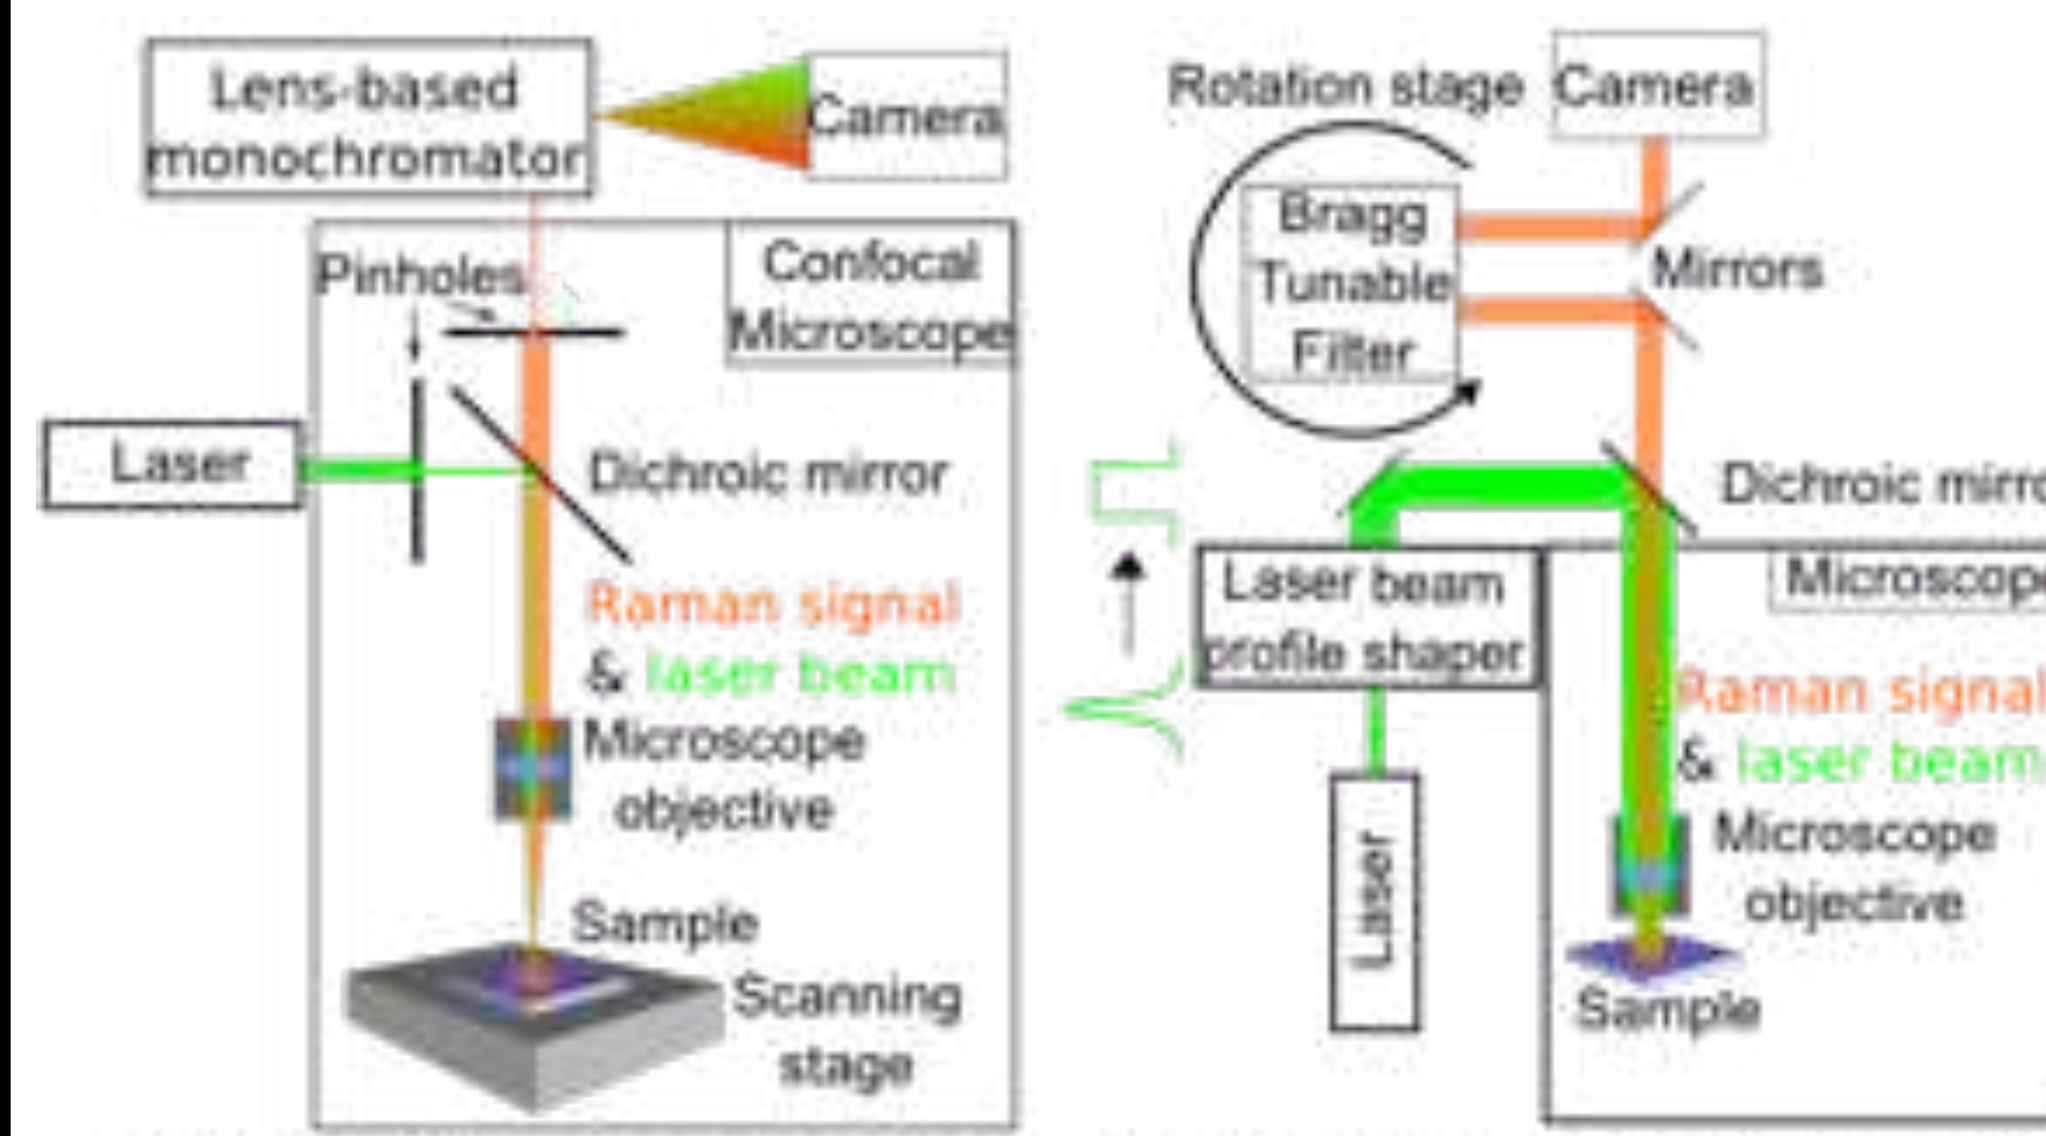 Lens-based
monochromator
Camera
Pinholes
Confocal
Microscope
Laser
Dichroic mirror
Raman signal
& laser beam
Microscope
objective
Sample
Scanning
stage
Rotation stage
Camera
Bragg
Tunable
Filter
Mirrors
Dichroic mirro
Laser beam
profile shaper
Microscope
Raman signal
& laser beam
Microscope
objective
Laser
Sample